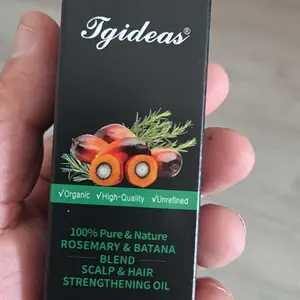 Tgideas®
√Organic √High-Quality √Unrefined
100% Pure & Nature
ROSEMARY & BATANA
BLEND
SCALP & HAIR
STRENGTHENING OIL